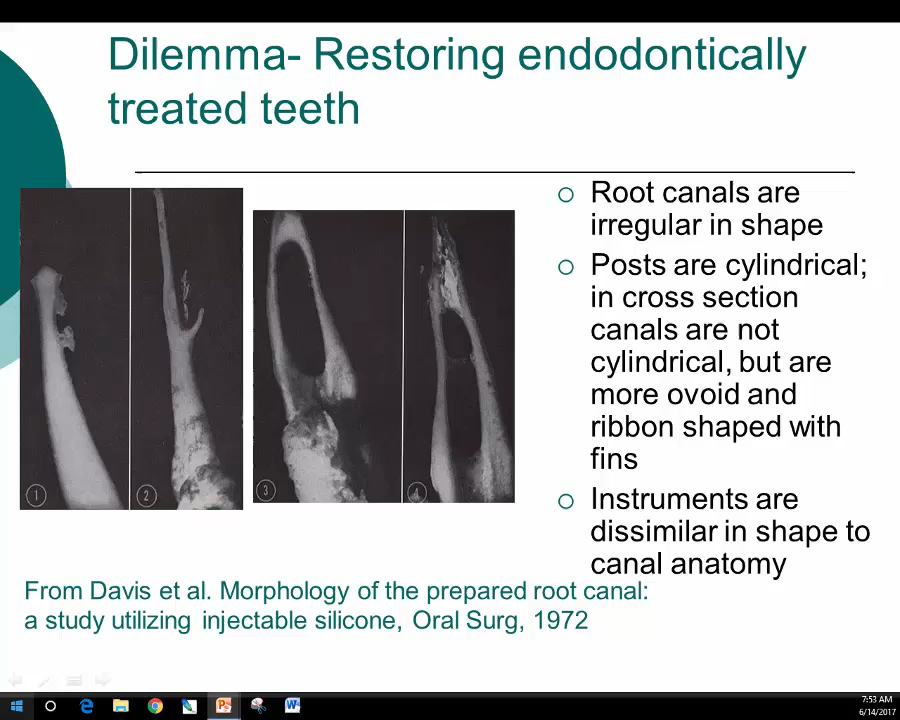 Dilemma- Restoring endodontically
treated teeth
Root canals are
irregular in shape
Posts are cylindrical;
in cross section
canals are not
cylindrical, but are
more ovoid and
ribbon shaped with
fins
Instruments are
dissimilar in shape to
canal anatomy
1
2
3
4
From Davis et al. Morphology of the prepared root canal:
a study utilizing injectable silicone, Oral Surg, 1972
7:53 AM
6/14/2017